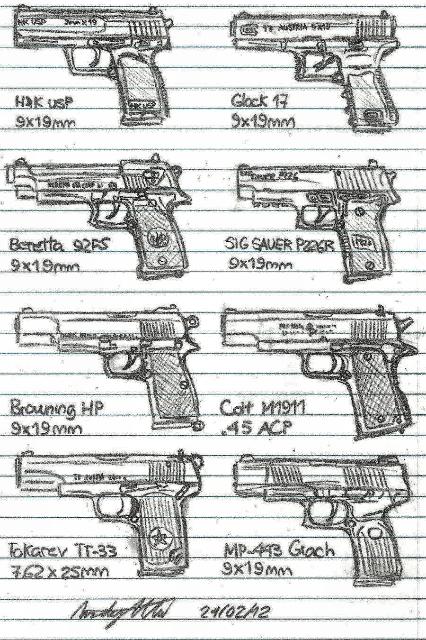 H&K USP
9x19mm
Glock 17
9x19mm
Beretta 92FS
9x19mm
SIG SAUER P226R
9x19mm
Browning HP
9x19mm
Colt M1911
.45 ACP
Tokarev TT-33
7.62x25mm
MP-443 Grach
9x19mm
29/02/12